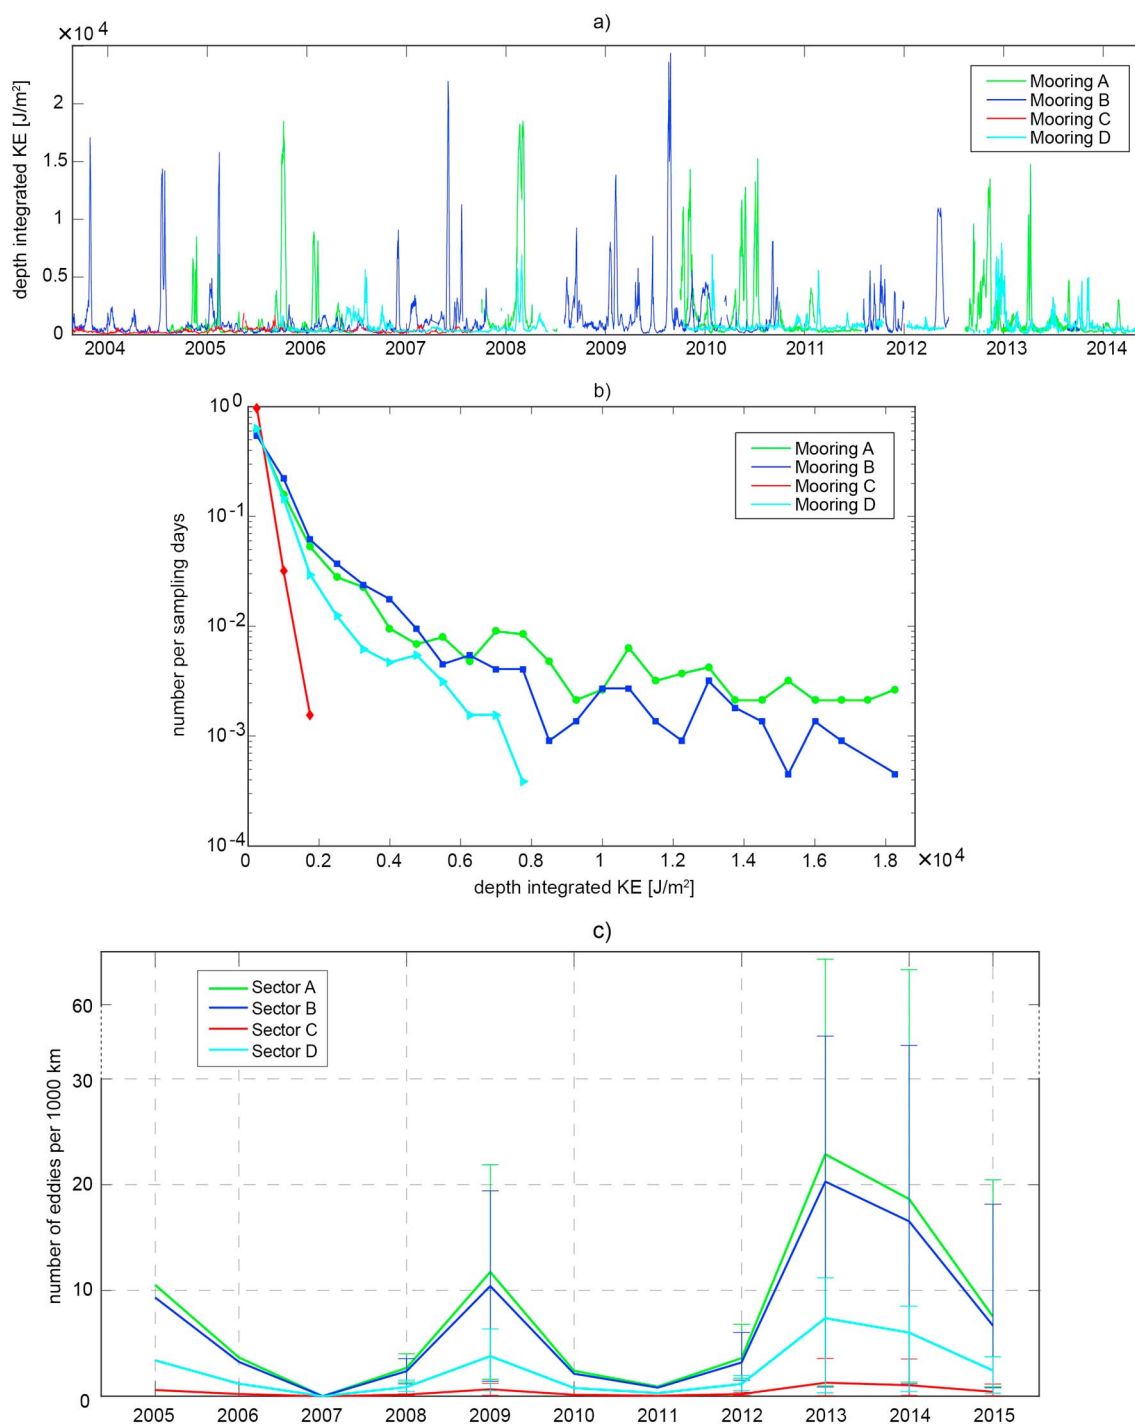 a)
×10 4
depth integrated KE [J/m²]
2
1.5
1
0.5
0
Mooring A
Mooring B
Mooring C
Mooring D
2004 2005 2006 2007 2008 2009 2010 2011 2012 2013 2014
b)
number per sampling days
10⁰
10⁻¹
10⁻²
10⁻³
10⁻⁴
Mooring A
Mooring B
Mooring C
Mooring D
0 0.2 0.4 0.6 0.8 1 1.2 1.4 1.6 1.8 ×10⁴
depth integrated KE [J/m²]
c)
number of eddies per 1000 km
60
30
20
10
0
Sector A
Sector B
Sector C
Sector D
2005 2006 2007 2008 2009 2010 2011 2012 2013 2014 2015